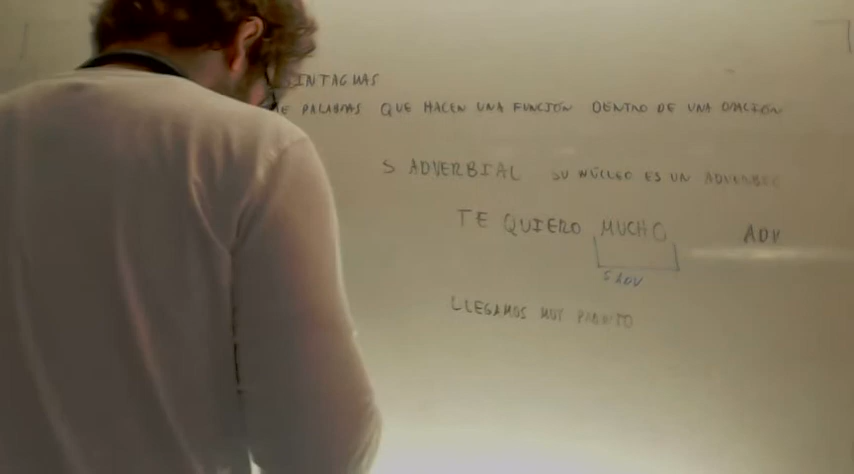 SINTAGMAS
DE PALABRAS QUE HACEN UNA FUNCIÓN DENTRO DE UNA ORACIÓN
S ADVERBIAL SU NÚCLEO ES UN ADVERBIO
TE QUIERO MUCHO ADV
S ADV
LLEGAMOS MUY PRONTO